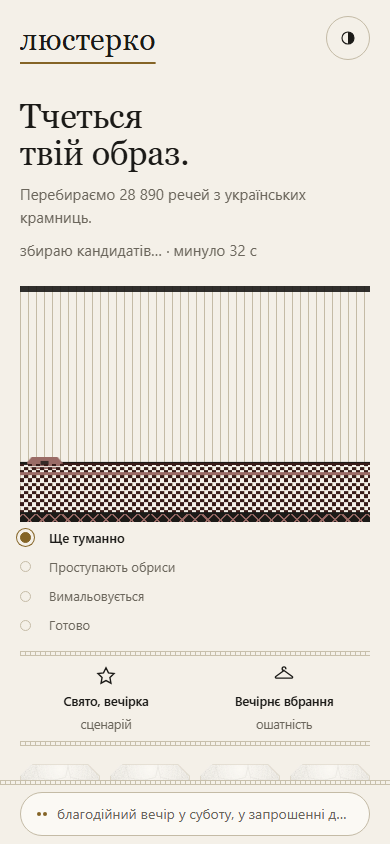 люстерко
Тчеться
твій образ.
Перебираємо 28 890 речей з українських
крамниць.
збираю кандидатів... · минуло 32 с
Ще туманно
Проступають обриси
Вимальовується
Готово
Свято, вечірка
сценарій
Вечірнє вбрання
ошатність
благодійний вечір у суботу, у запрошенні д...